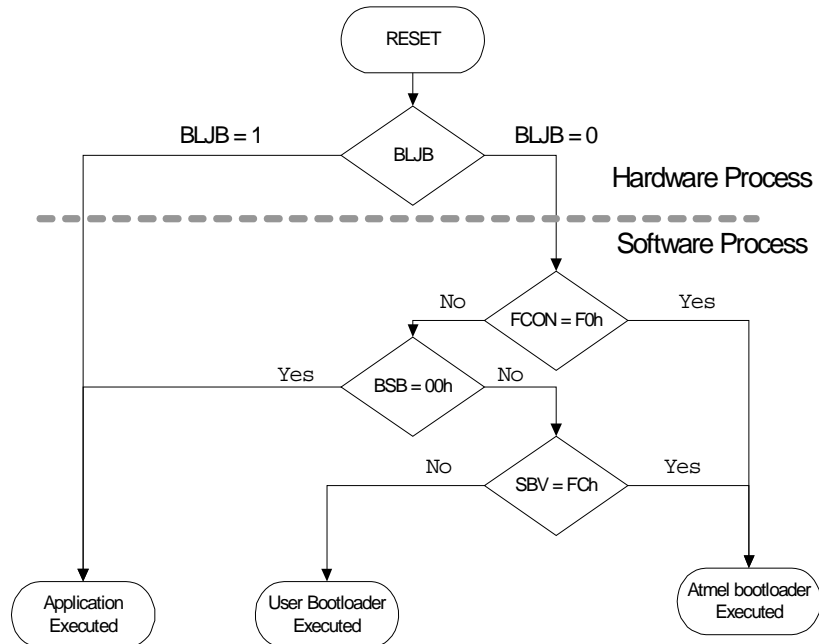 RESET
BLJB = 1
BLJB = 0
BLJB
Hardware Process
Software Process
No
Yes
FCON = F0h
Yes
BSB = 00h
No
No
SBV = FCh
Yes
Application
Executed
User Bootloader
Executed
Atmel bootloader
Executed